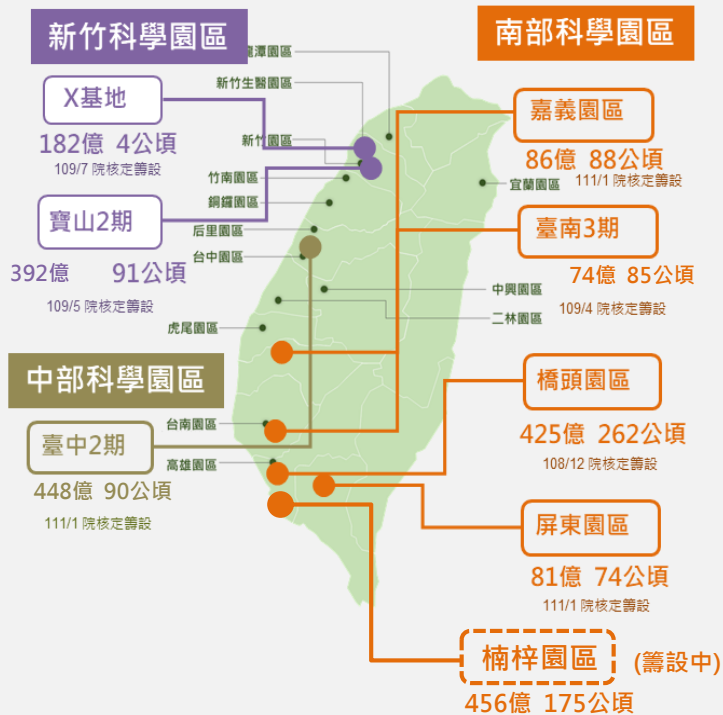 新竹科學園區
龍潭園區
新竹生醫園區
X基地
182億 4公頃
109/7 院核定籌設
新竹園區
竹南園區
銅鑼園區
寶山2期
392億 91公頃
109/5 院核定籌設
后里園區
台中園區
虎尾園區
中部科學園區
臺中2期
448億 90公頃
111/1 院核定籌設
台南園區
高雄園區
宜蘭園區
中興園區
二林園區
南部科學園區
嘉義園區
86億 88公頃
111/1 院核定籌設
臺南3期
74億 85公頃
109/4 院核定籌設
橋頭園區
425億 262公頃
108/12 院核定籌設
屏東園區
81億 74公頃
111/1 院核定籌設
楠梓園區 (籌設中)
456億 175公頃